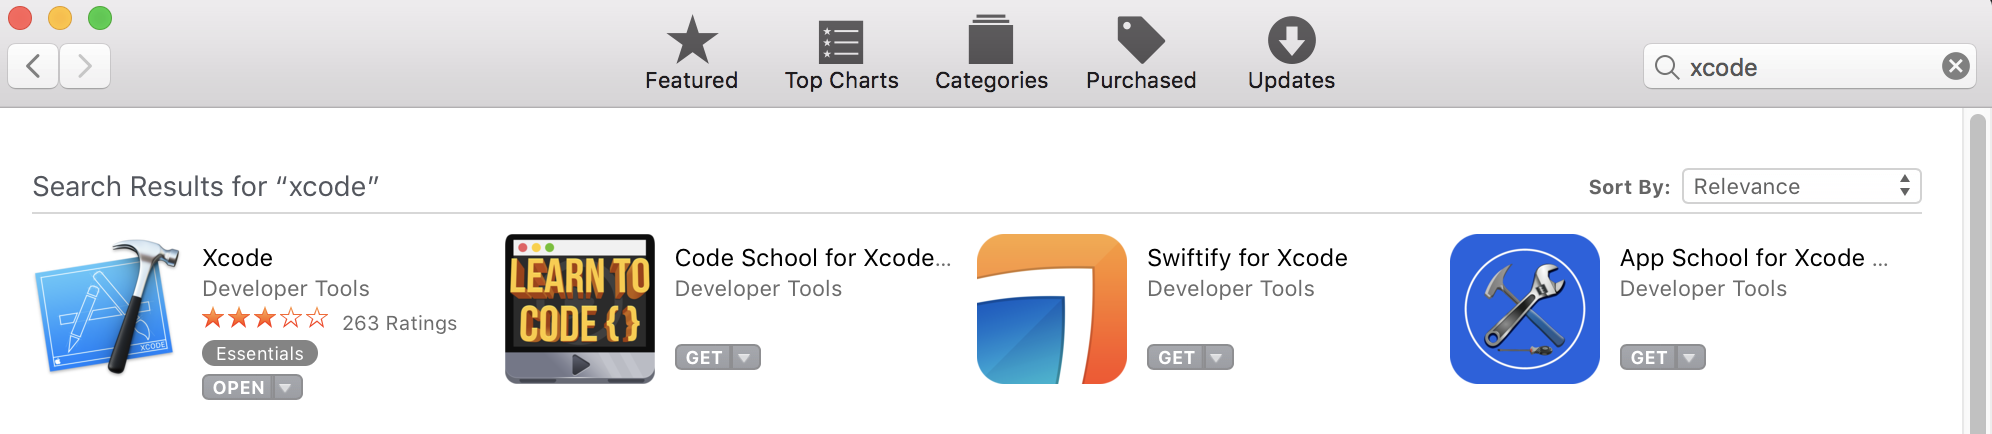 Featured
Top Charts
Categories
Purchased
Updates
xcode
Search Results for “xcode”
Sort By:
Relevance
XCODE
Xcode
Developer Tools
263 Ratings
Essentials
OPEN
LEARN TO
CODE { }
Code School for Xcode...
Developer Tools
GET
Swiftify for Xcode
Developer Tools
GET
App School for Xcode ...
Developer Tools
GET